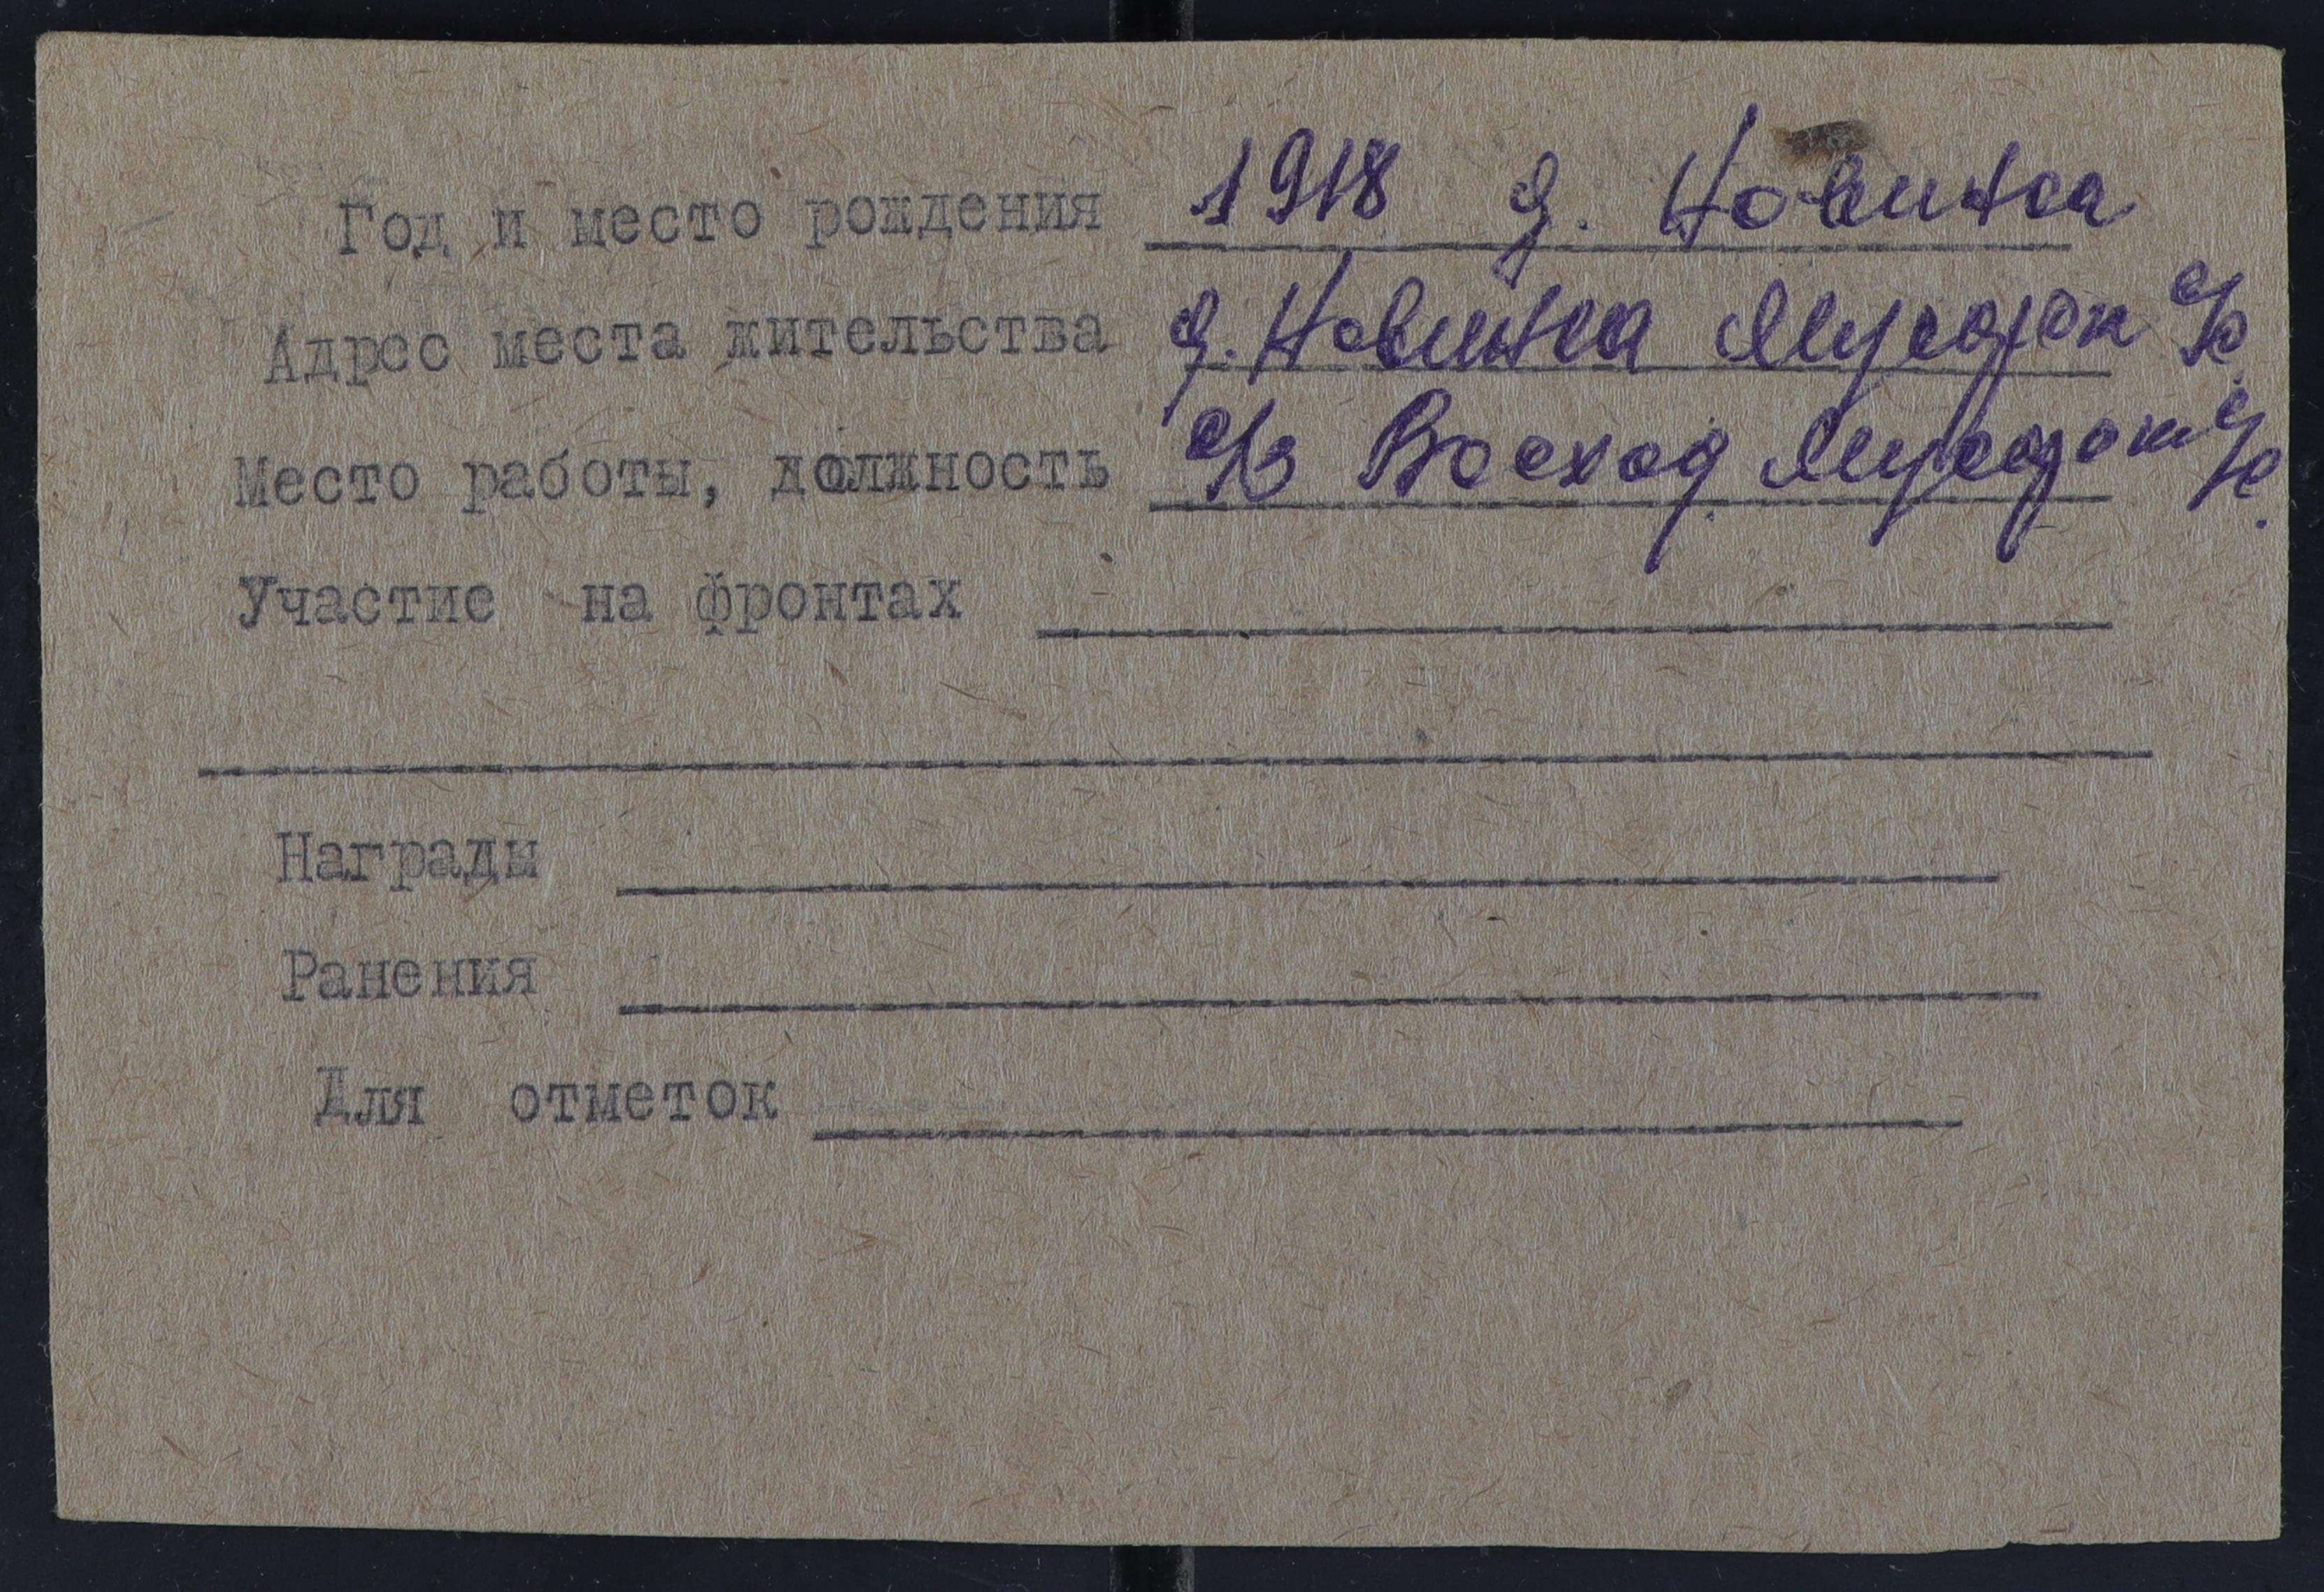 Год и место рождения 1918 д. Новинка
Адрес места жительства д. Новинка с/с
Место работы, должность с/з Восход с/с.
Участие на фронтах
Награды
Ранения
Для отметок